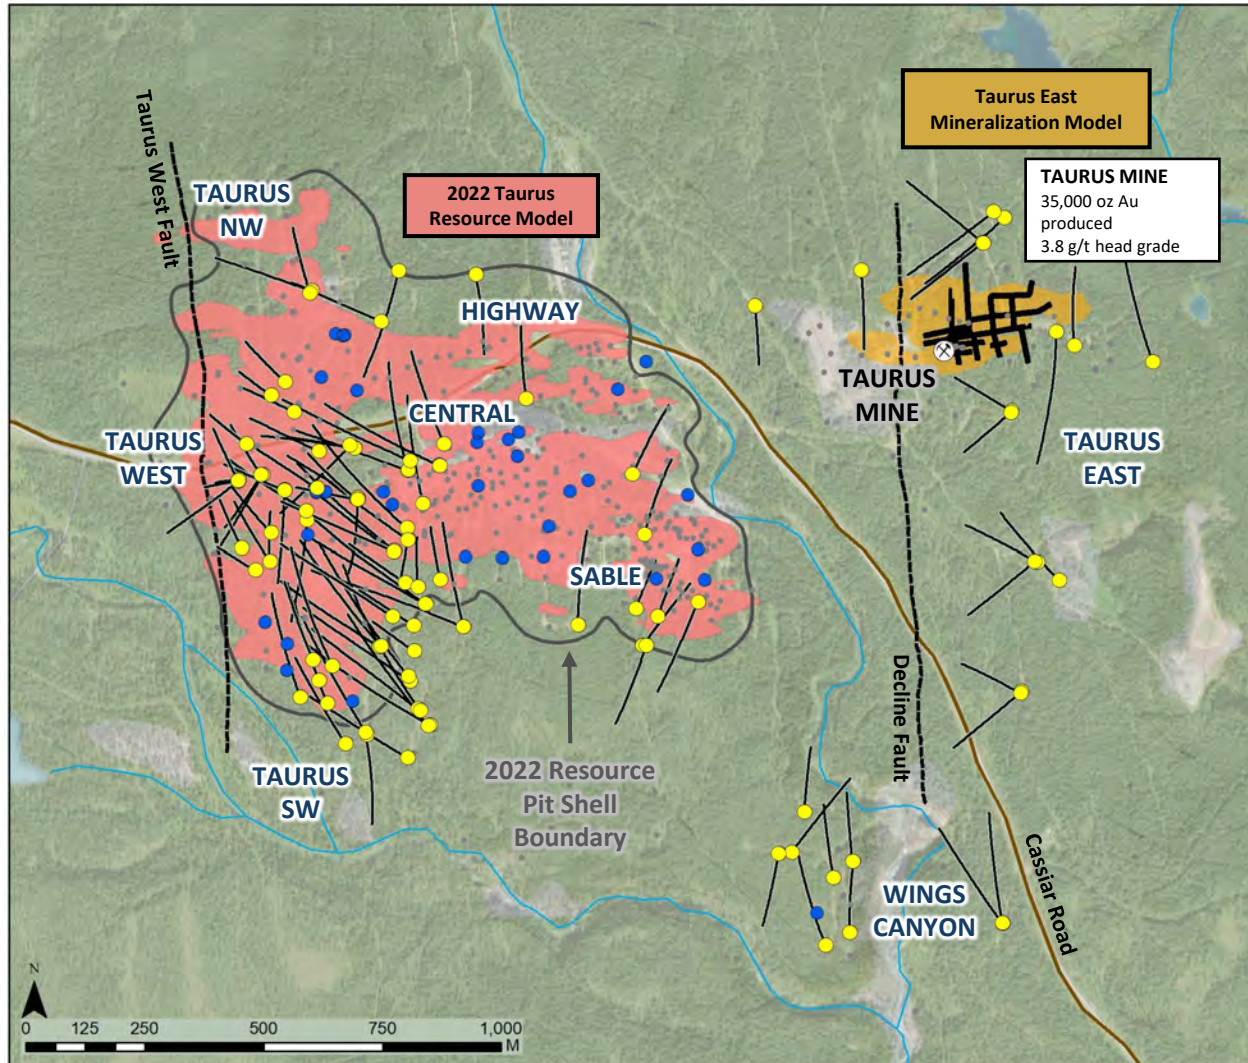 Taurus East
Mineralization Model
TAURUS MINE
35,000 oz Au
produced
3.8 g/t head grade
Taurus West Fault
TAURUS
NW
2022 Taurus
Resource Model
HIGHWAY
CENTRAL
TAURUS
WEST
TAURUS
MINE
TAURUS
EAST
SABLE
Decline Fault
2022 Resource
Pit Shell
Boundary
TAURUS
SW
WINGS
CANYON
Cassiar Road
N
0 125 250 500 750 1,000
M